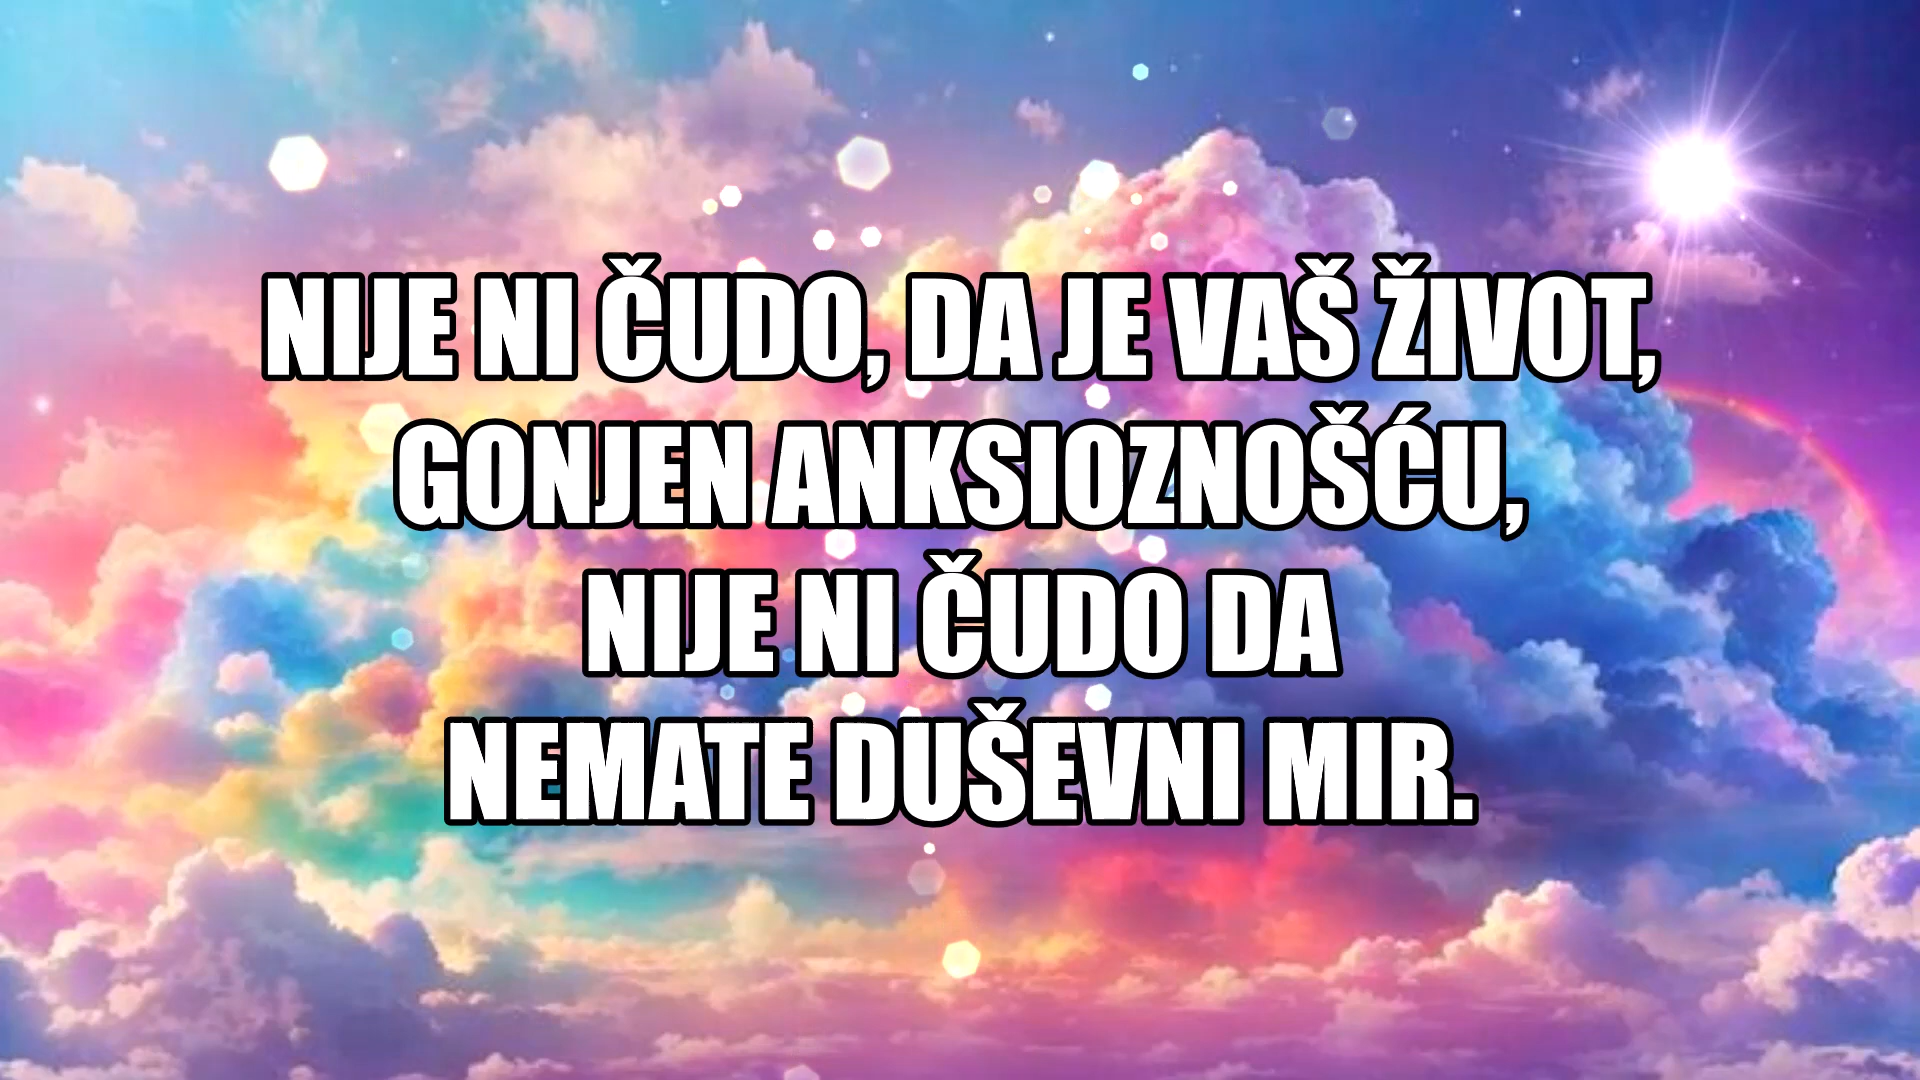 NIJE NI ČUDO, DA JE VAŠ ŽIVOT,
GONJEN ANKSIOZNOŠĆU,
NIJE NI ČUDO DA
NEMATE DUŠEVNI MIR.